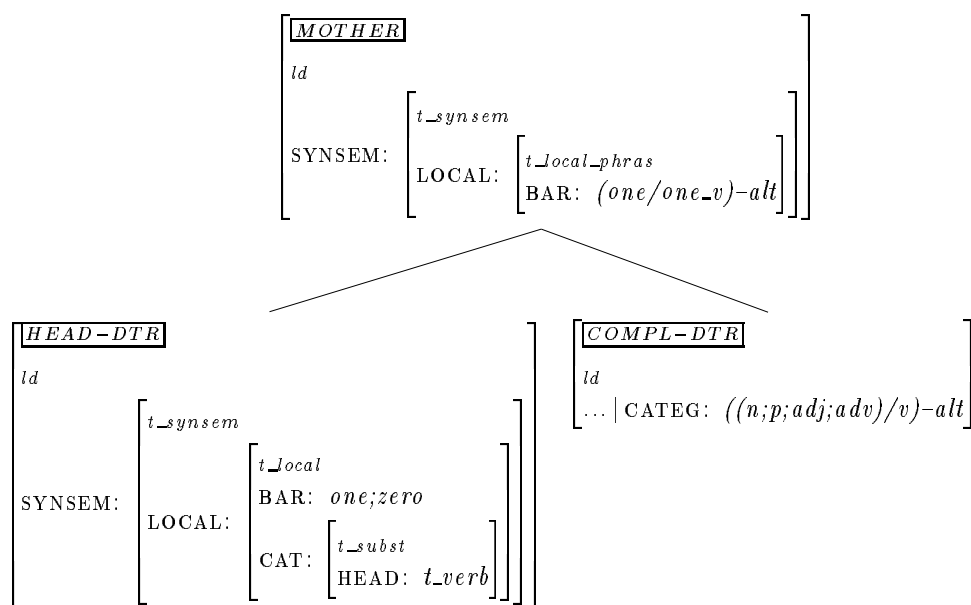 MOTHER
ld
t_synsem
SYNSEM:
t_local_phras
LOCAL:
BAR: (one/one_v)-alt
HEAD-DTR
ld
t_synsem
t_local
SYNSEM:
BAR: one;zero
LOCAL:
t_subst
CAT:
HEAD: t_verb
COMPL-DTR
ld
... | CATEG: ((n;p;adj;adv)/v)-alt